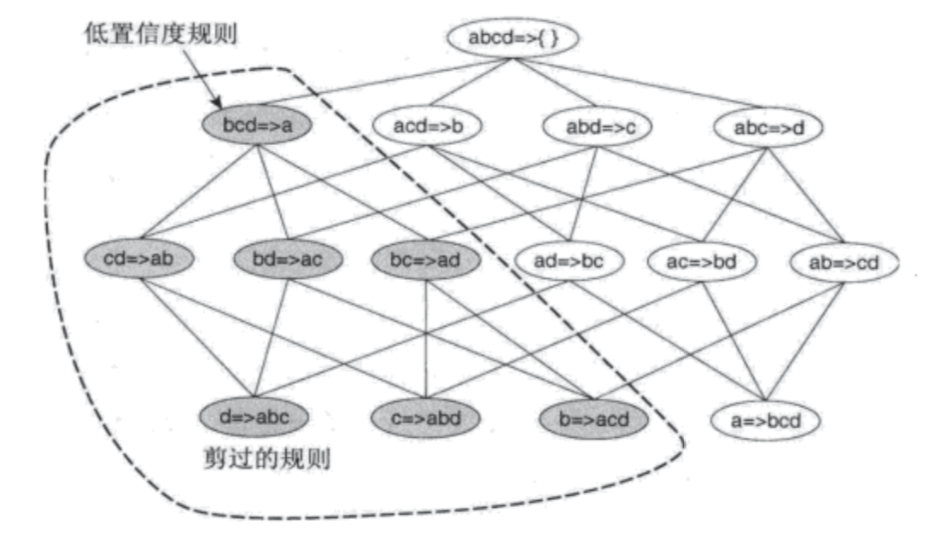 低置信度规则
abcd=>{ }
bcd=>a
acd=>b
abd=>c
abc=>d
cd=>ab
bd=>ac
bc=>ad
ad=>bc
ac=>bd
ab=>cd
d=>abc
c=>abd
b=>acd
a=>bcd
剪过的规则